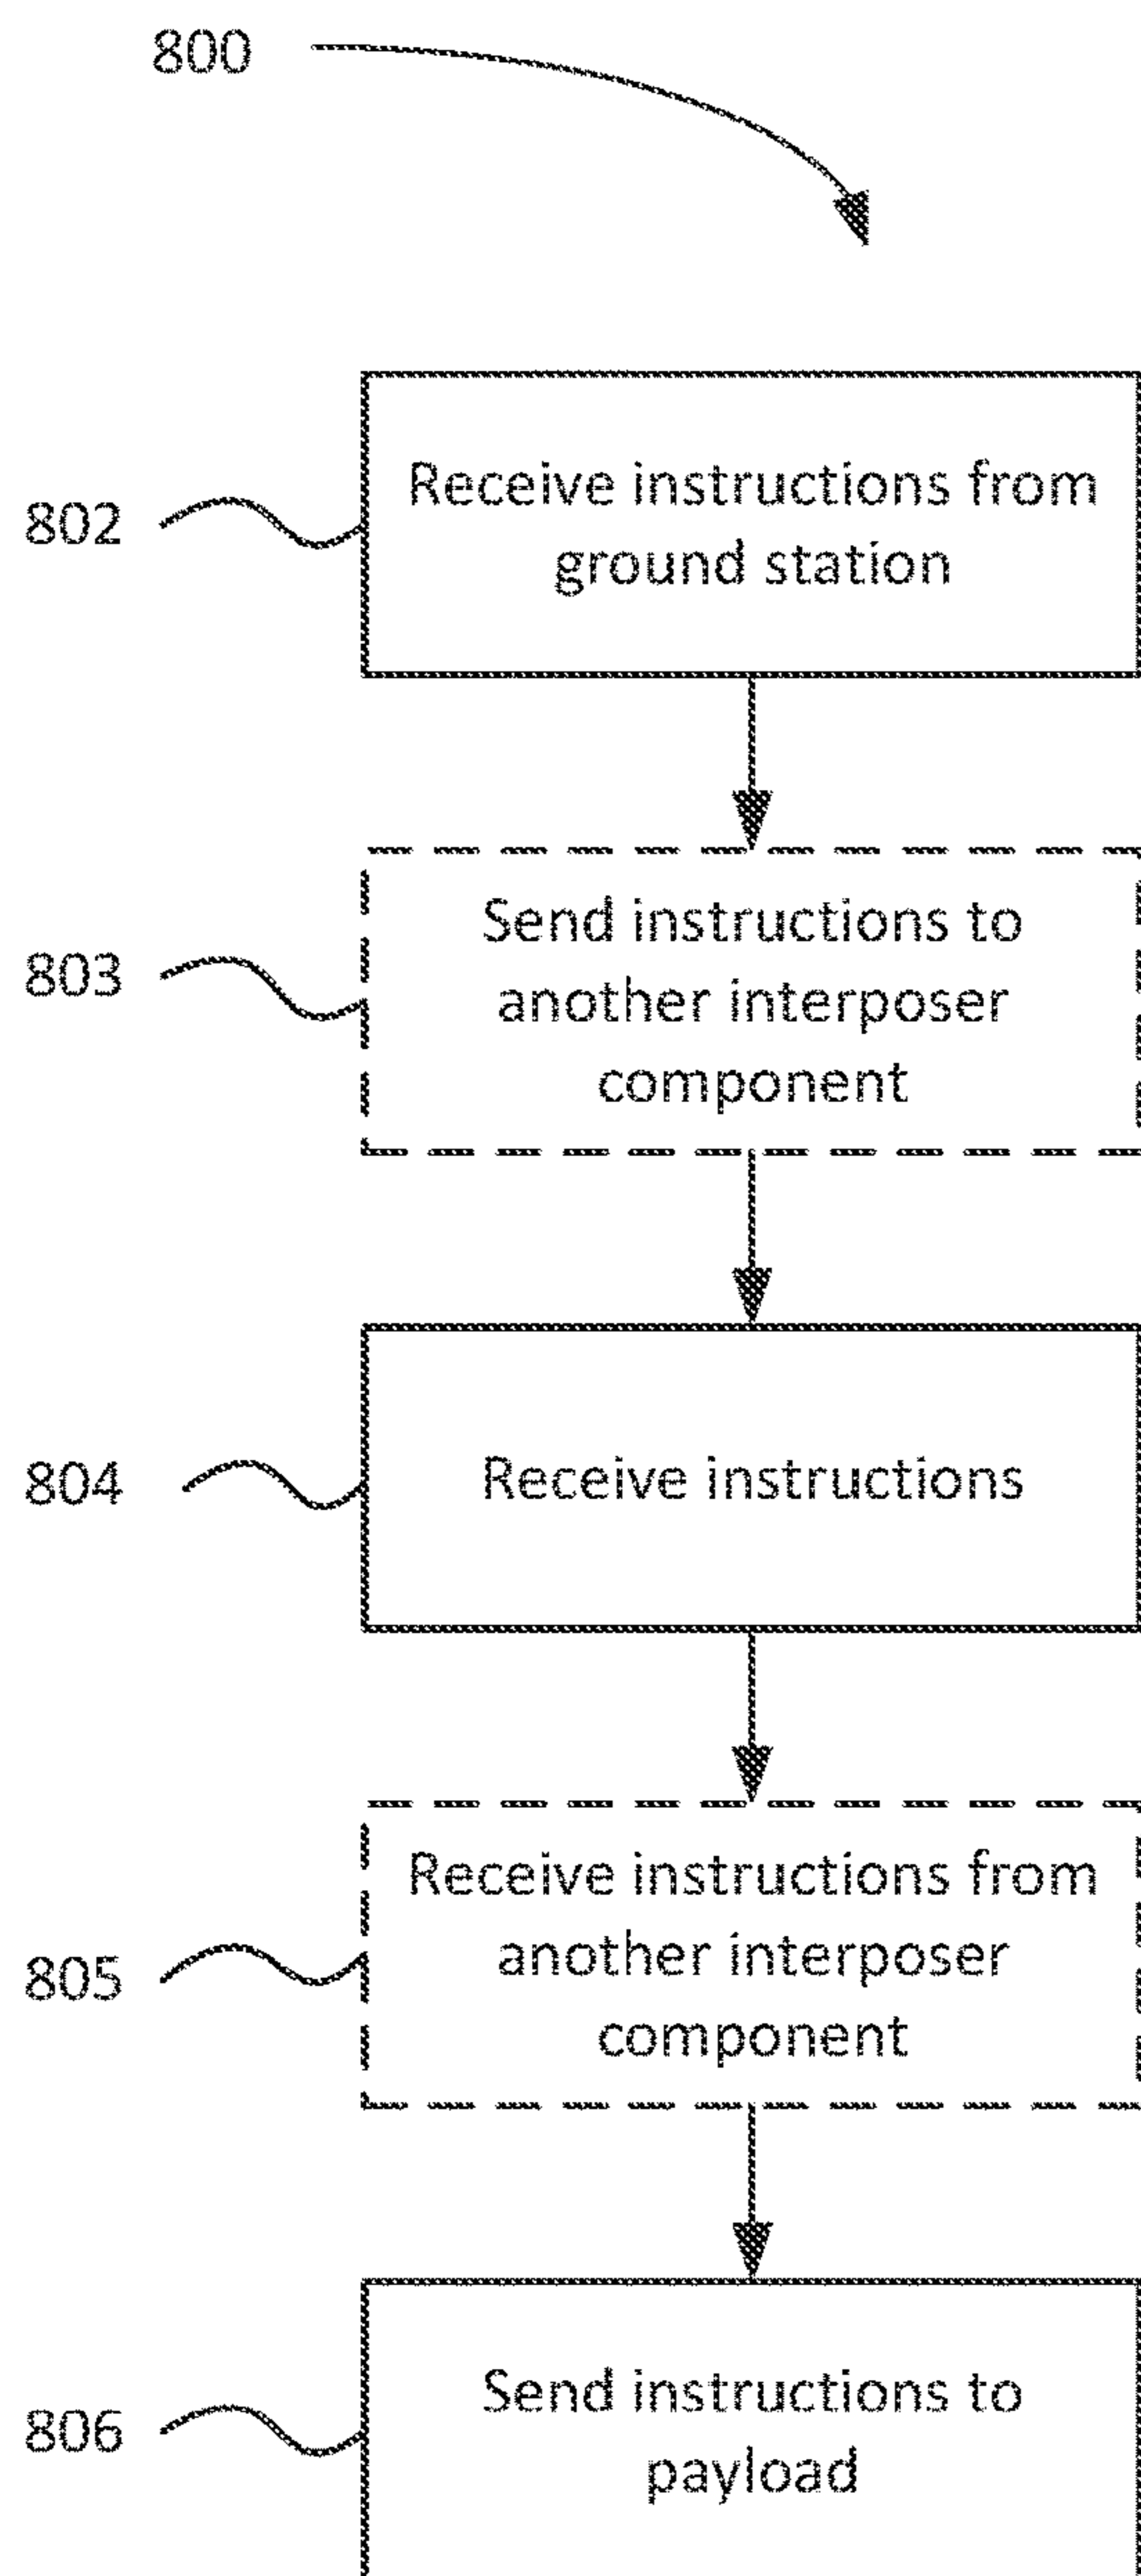 800
802
Receive instructions from
ground station
803
Send instructions to
another interposer
component
804
Receive instructions
805
Receive instructions from
another interposer
component
806
Send instructions to
payload